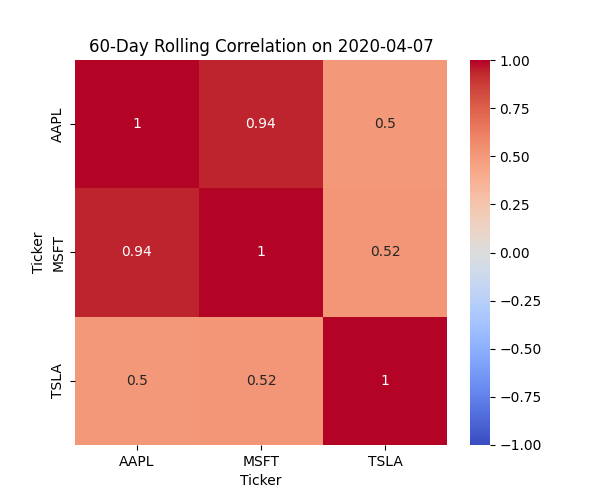 60-Day Rolling Correlation on 2020-04-07
AAPL
1
0.94
0.5
Ticker
MSFT
0.94
1
0.52
TSLA
0.5
0.52
1
AAPL
MSFT
TSLA
Ticker
1.00
0.75
0.50
0.25
0.00
−0.25
−0.50
−0.75
−1.00